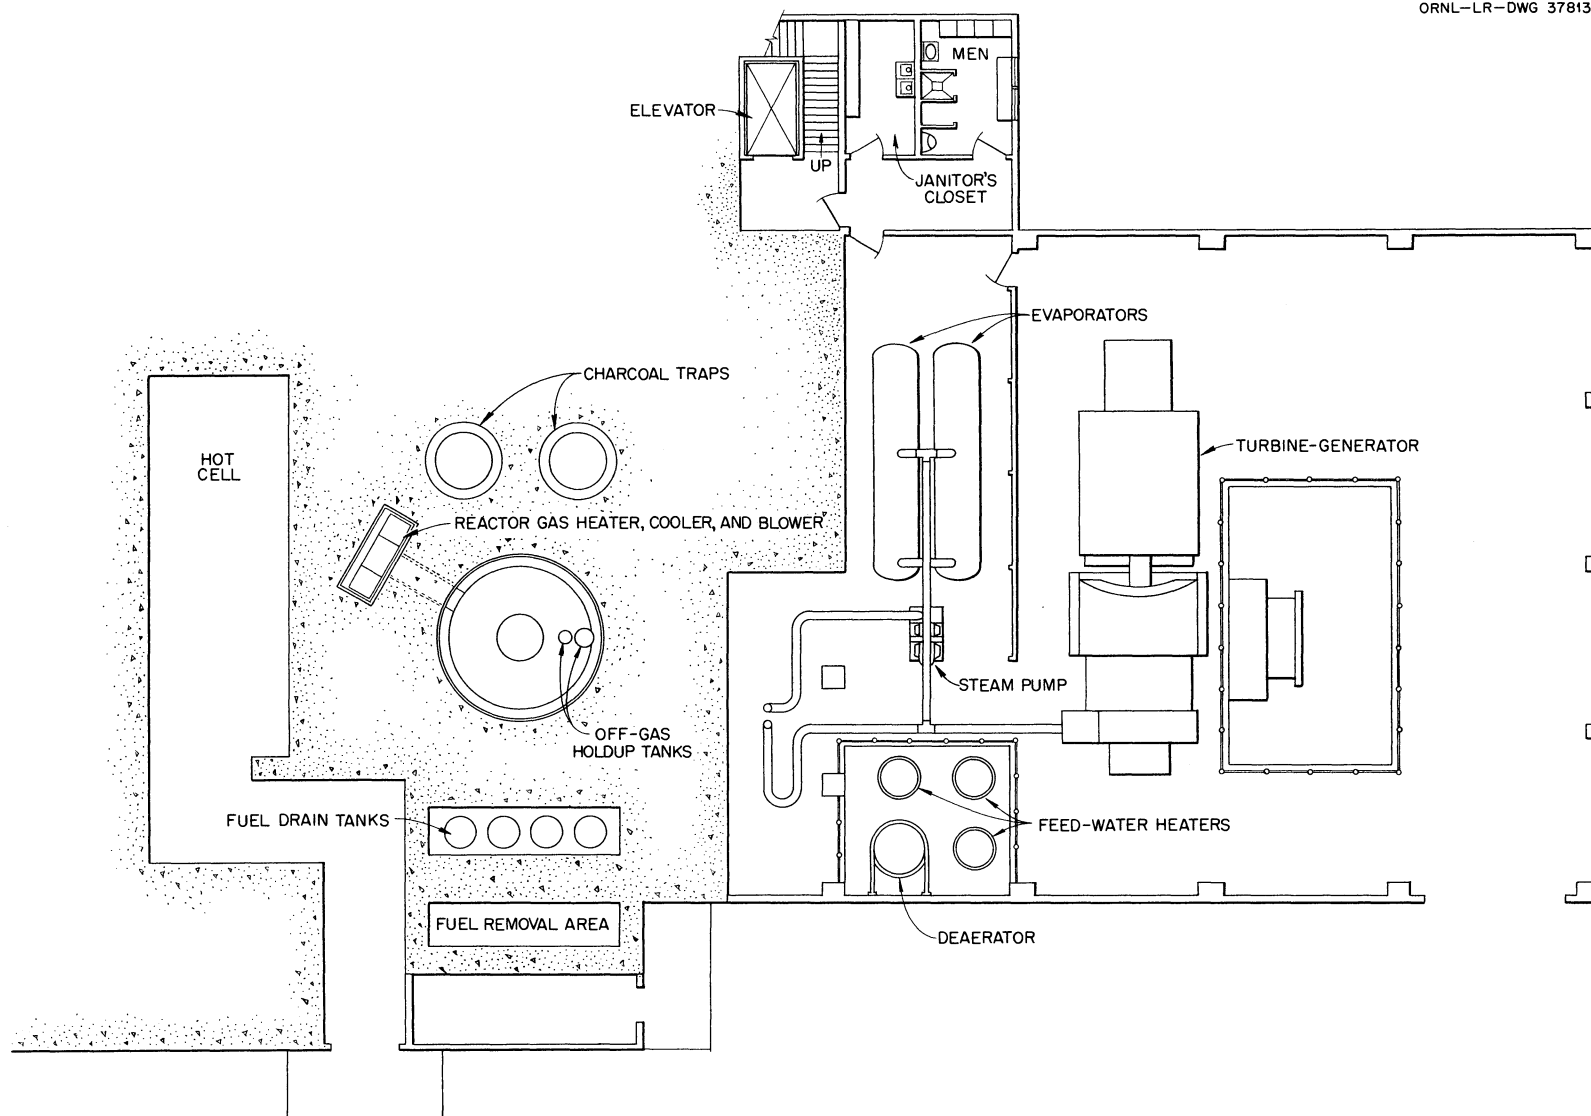 ORNL-LR-DWG 37813
MEN
ELEVATOR
UP
JANITOR'S
CLOSET
EVAPORATORS
CHARCOAL TRAPS
TURBINE-GENERATOR
HOT
CELL
REACTOR GAS HEATER, COOLER, AND BLOWER
STEAM PUMP
OFF-GAS
HOLDUP TANKS
FUEL DRAIN TANKS
FEED-WATER HEATERS
FUEL REMOVAL AREA
DEAERATOR